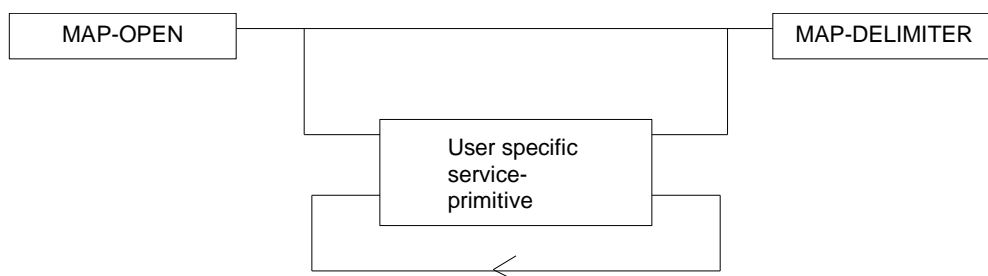 MAP-OPEN
MAP-DELIMITER
User specific
service-
primitive